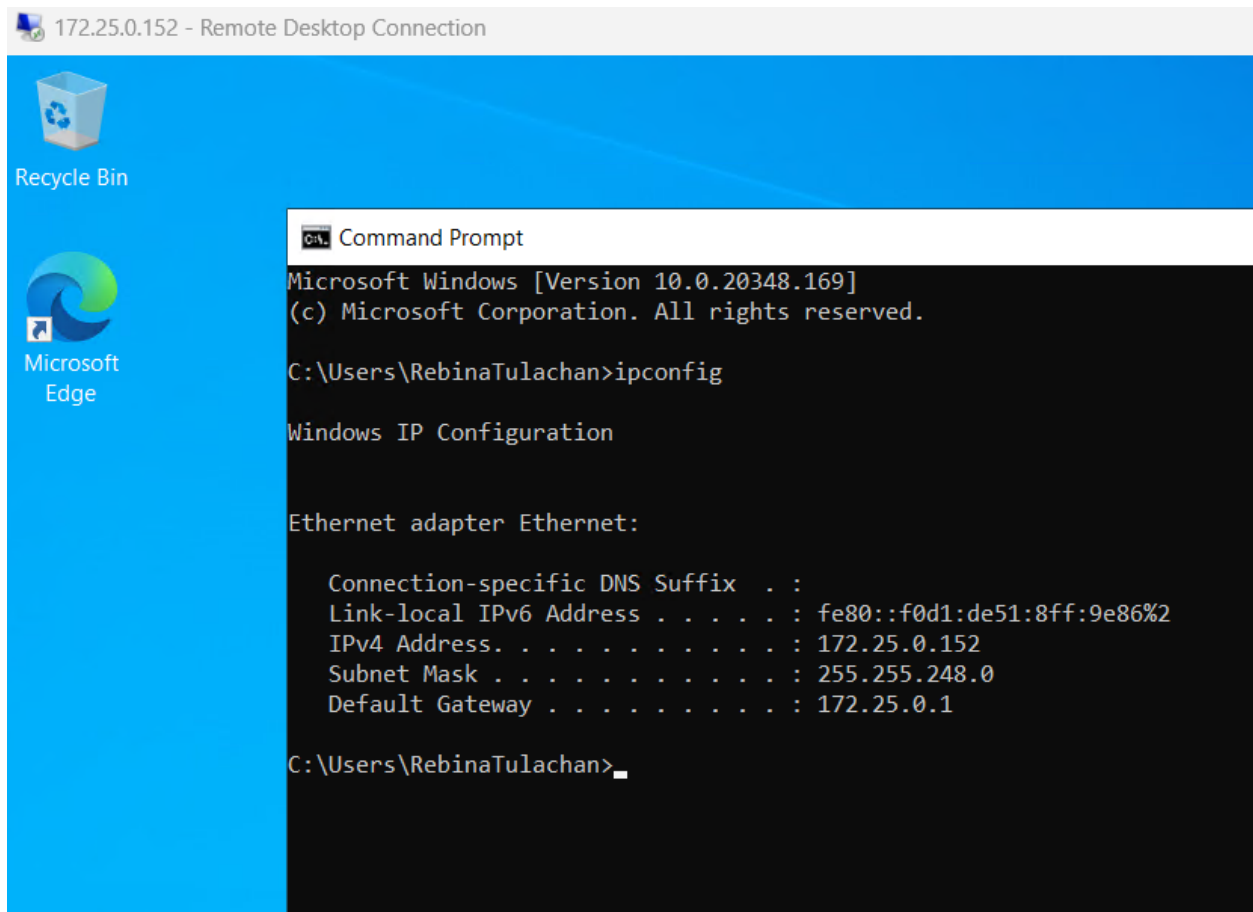 172.25.0.152 - Remote Desktop Connection
Recycle Bin
Microsoft
Edge
C:\.
Command Prompt
Microsoft Windows [Version 10.0.20348.169]
(c) Microsoft Corporation. All rights reserved.
C:\Users\RebinaTulachan>ipconfig
Windows IP Configuration
Ethernet adapter Ethernet:
Connection-specific DNS Suffix . :
Link-local IPv6 Address . . . . . : fe80::f0d1:de51:8ff:9e86%2
IPv4 Address. . . . . . . . . . . : 172.25.0.152
Subnet Mask . . . . . . . . . . . : 255.255.248.0
Default Gateway . . . . . . . . . : 172.25.0.1
C:\Users\RebinaTulachan>